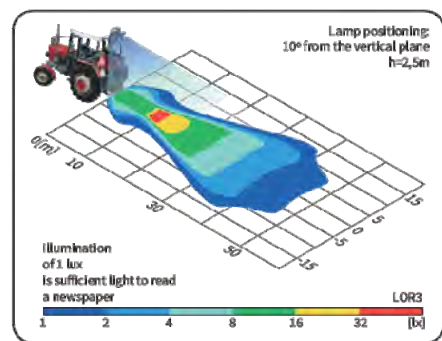 Lamp positioning:
10° from the vertical plane
h=2,5m
0[m]
10
30
50
15
5
0
-5
-15
Illumination
of 1 lux
is sufficient light to read
a newspaper
LOR3
1 2 4 8 16 32 [lx]